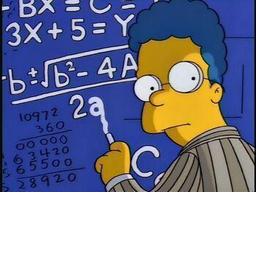 - BX = C =
3X + 5 = Y
-b ± √b² - 4A
2a
10972
360
00000
63420
65500
28920
C